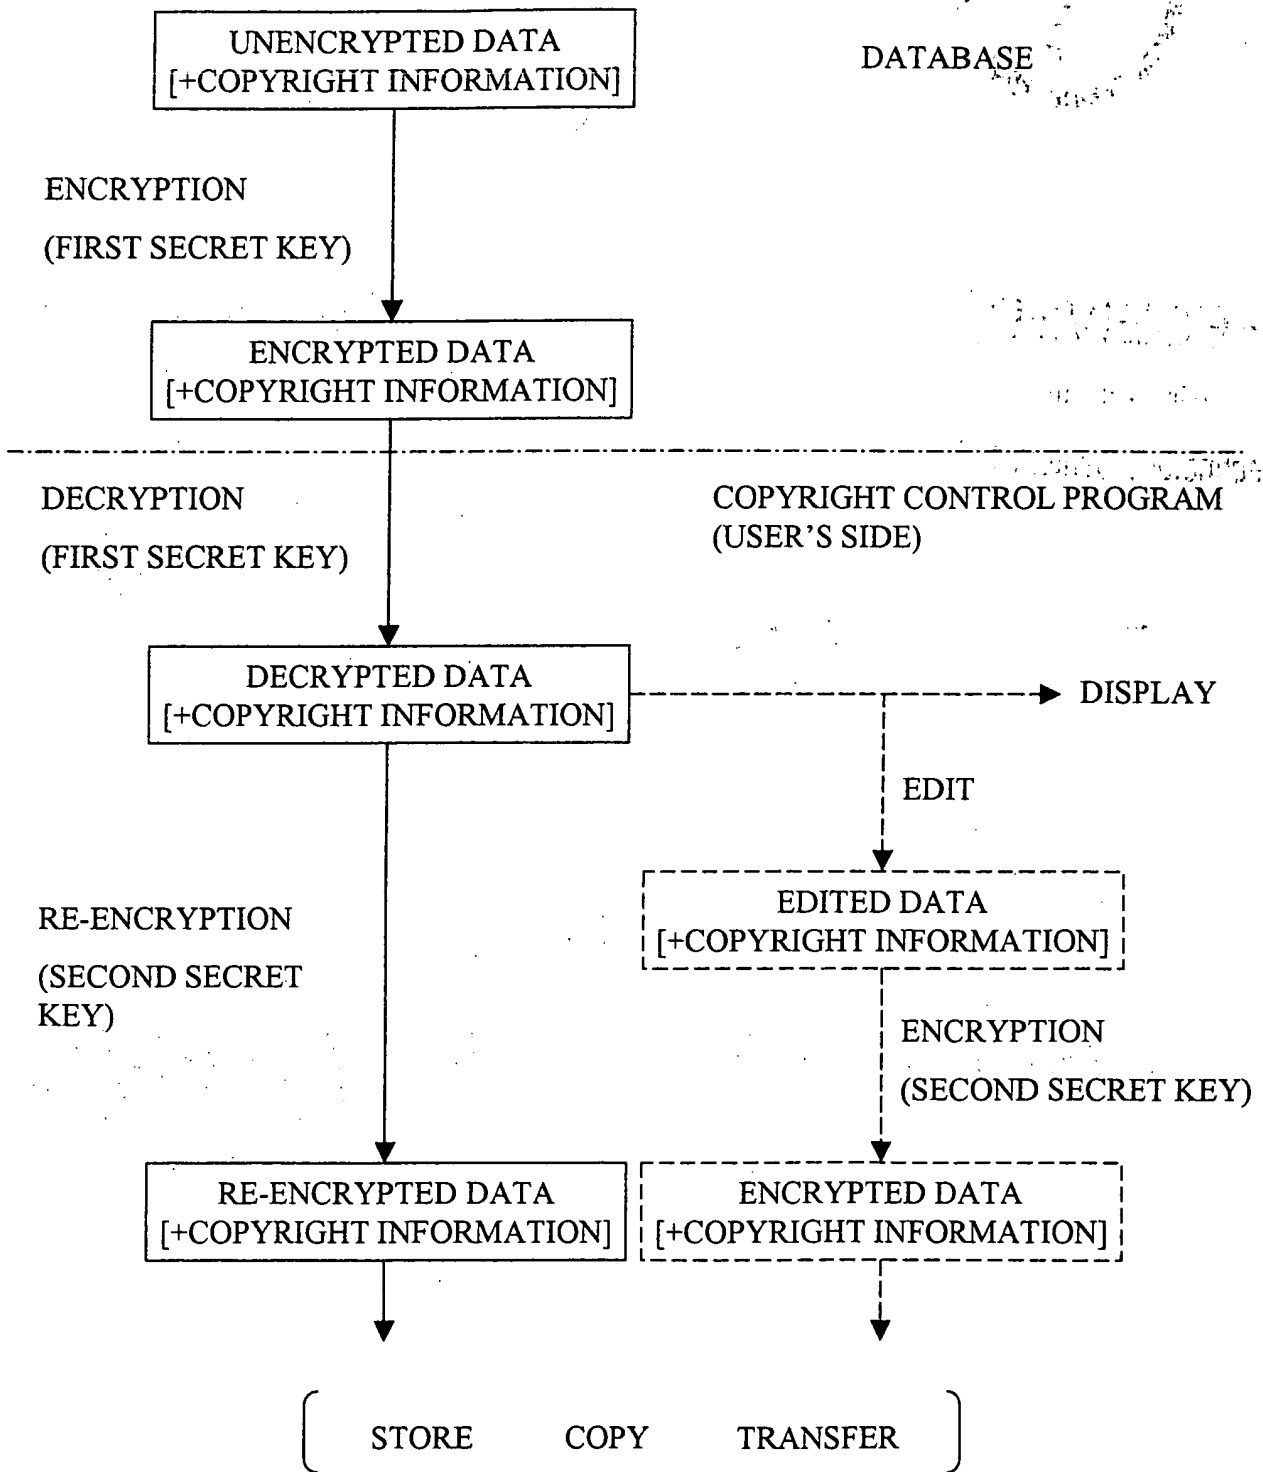 UNENCRYPTED DATA
[+COPYRIGHT INFORMATION]
DATABASE
ENCRYPTION
(FIRST SECRET KEY)
ENCRYPTED DATA
[+COPYRIGHT INFORMATION]
DECRYPTION
(FIRST SECRET KEY)
COPYRIGHT CONTROL PROGRAM
(USER'S SIDE)
DECRYPTED DATA
[+COPYRIGHT INFORMATION]
DISPLAY
EDIT
EDITED DATA
[+COPYRIGHT INFORMATION]
RE-ENCRYPTION
(SECOND SECRET
KEY)
ENCRYPTION
(SECOND SECRET KEY)
RE-ENCRYPTED DATA
[+COPYRIGHT INFORMATION]
ENCRYPTED DATA
[+COPYRIGHT INFORMATION]
STORE COPY TRANSFER